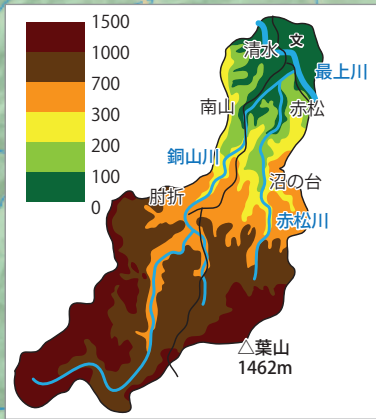 1500
1000
700
300
200
100
0
清水
文
最上川
南山
赤松
銅山川
肘折
沼の台
赤松川
△葉山
1462m